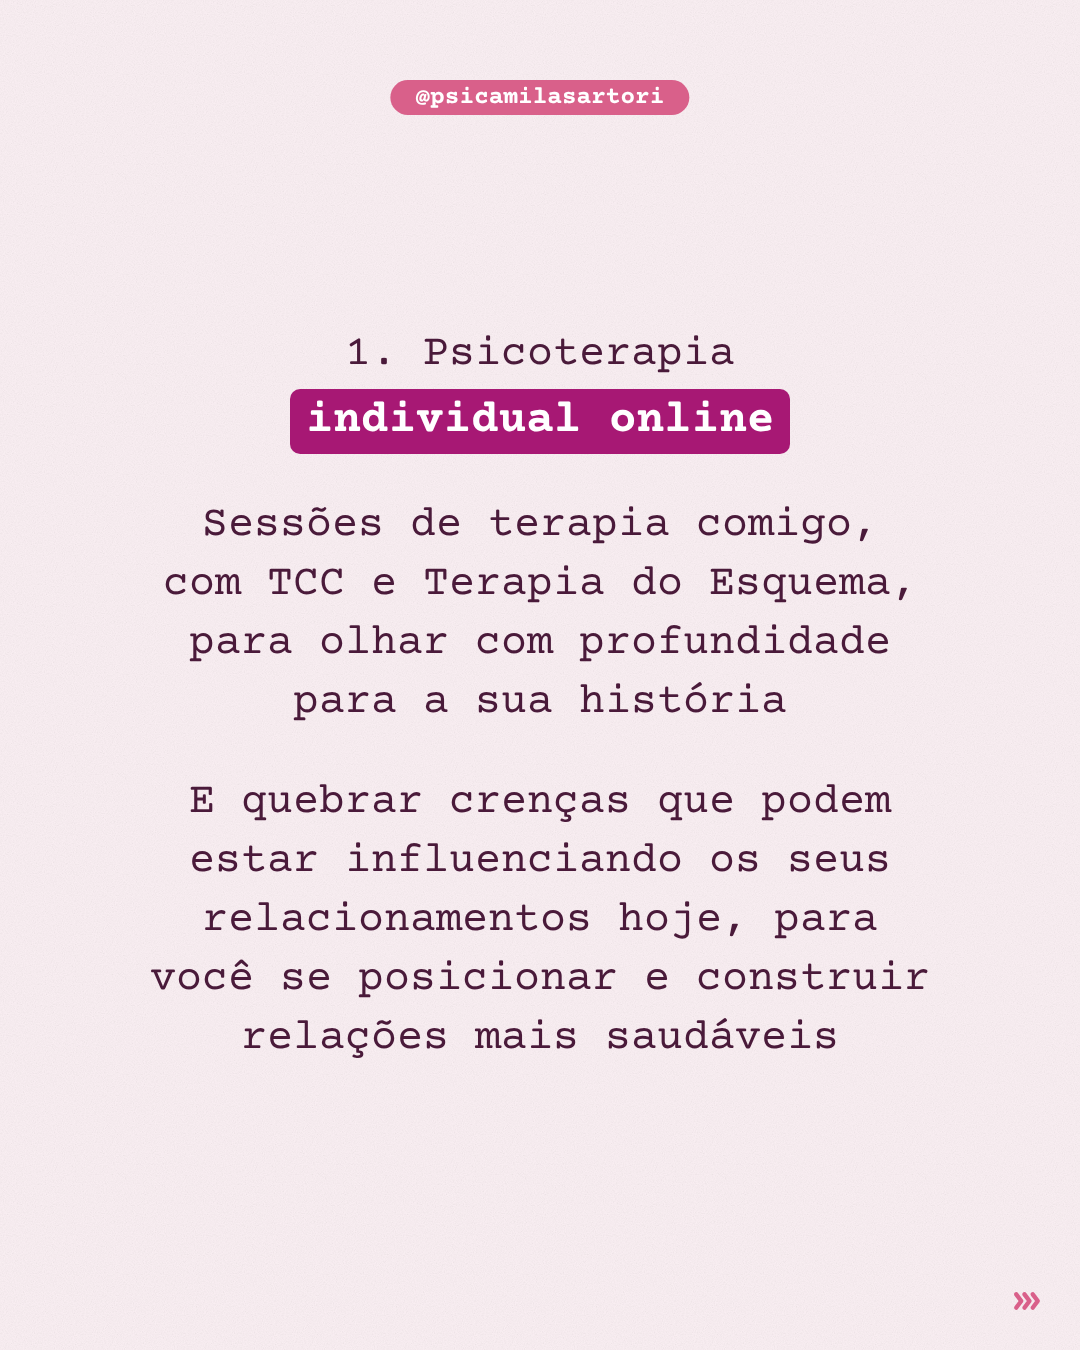 @psicamilasartori
1. Psicoterapia
individual online
Sessões de terapia comigo,
com TCC e Terapia do Esquema,
para olhar com profundidade
para a sua história
E quebrar crenças que podem
estar influenciando os seus
relacionamentos hoje, para
você se posicionar e construir
relações mais saudáveis